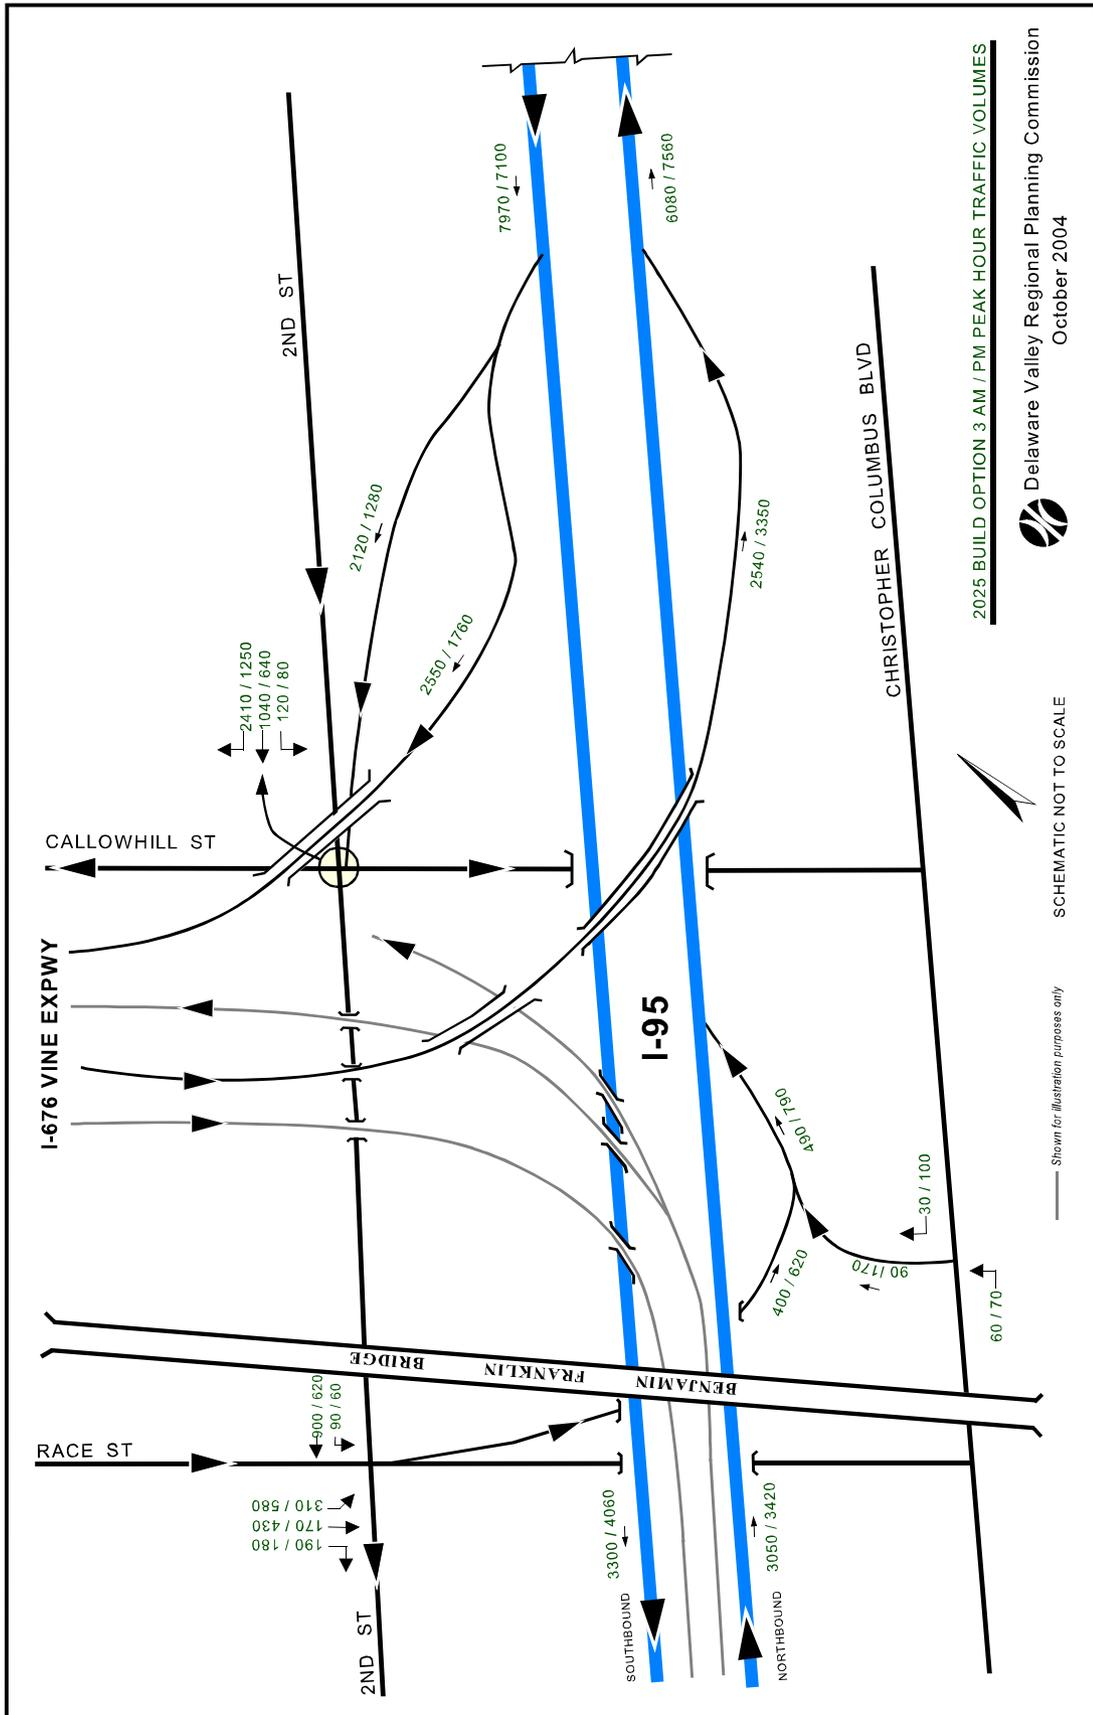 2ND ST
7970 / 7100
6080 / 7560
2120 / 1280
2550 / 1760
2540 / 3350
2410 / 1250
1040 / 640
120 / 80
CALLOWHILL ST
I-676 VINE EXPWY
I-95
CHRISTOPHER COLUMBUS BLVD
490 / 790
400 / 620
90 / 170
30 / 100
60 / 70
BENJAMIN FRANKLIN BRIDGE
900 / 620
90 / 60
RACE ST
310 / 580
170 / 430
190 / 180
3300 / 4060
3050 / 3420
SOUTHBOUND
NORTHBOUND
2ND ST
SCHEMATIC NOT TO SCALE
Shown for illustration purposes only
2025 BUILD OPTION 3 AM / PM PEAK HOUR TRAFFIC VOLUMES
Delaware Valley Regional Planning Commission
October 2004